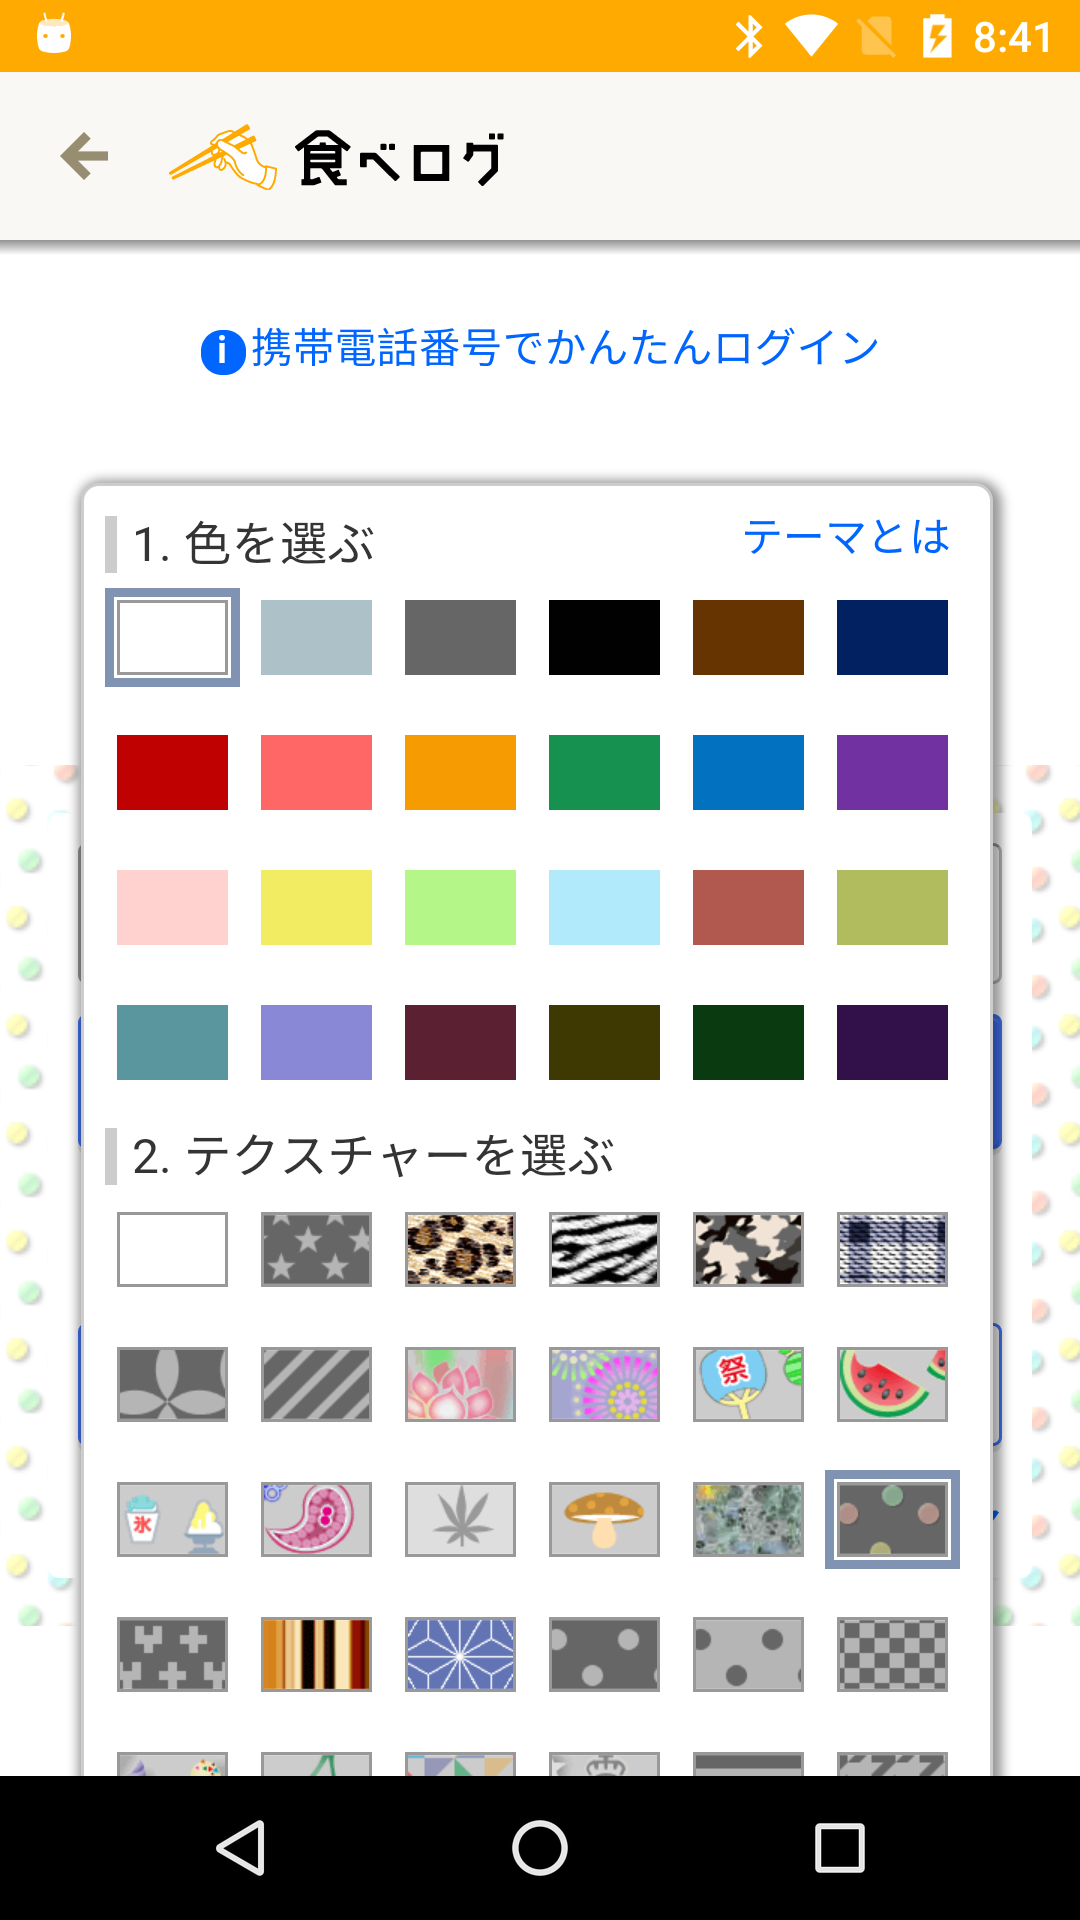 8:41
食べログ
i携帯電話番号でかんたんログイン
1. 色を選ぶ
テーマとは
2. テクスチャーを選ぶ
祭
氷